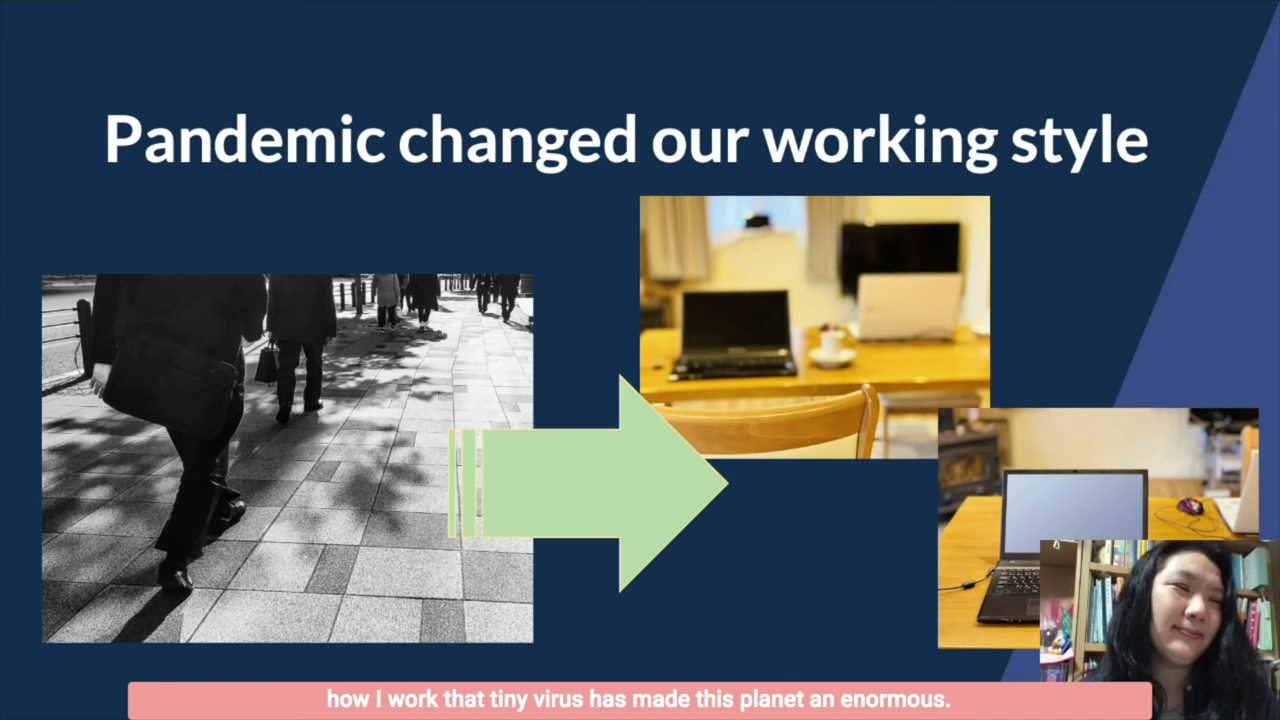 Pandemic changed our working style
how I work that tiny virus has made this planet an enormous.